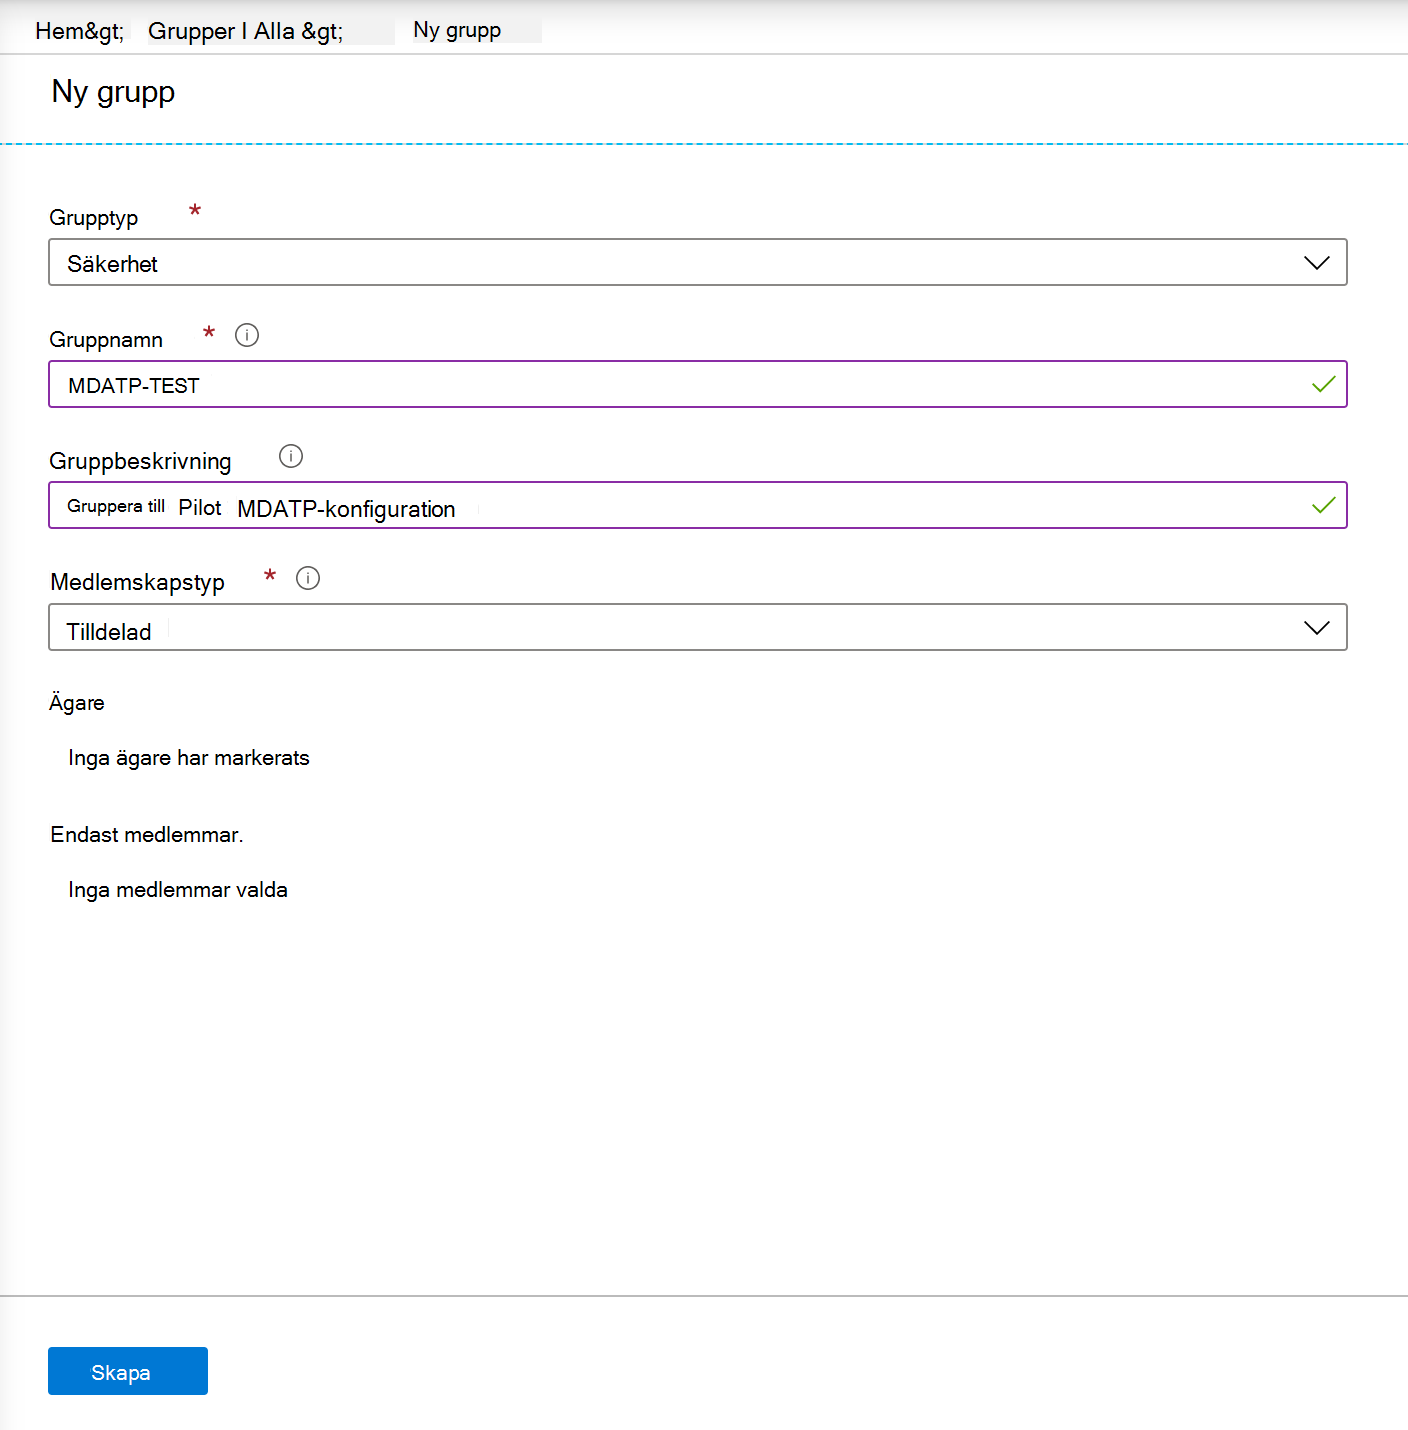 Hem&gt; Grupper I Alla &gt; Ny grupp
Ny grupp
Grupptyp *
Säkerhet
Gruppnamn *
MDATP-TEST
Gruppbeskrivning
Gruppera till Pilot MDATP-konfiguration
Medlemskapstyp *
Tilldelad
Ägare
Inga ägare har markerats
Endast medlemmar.
Inga medlemmar valda
Skapa